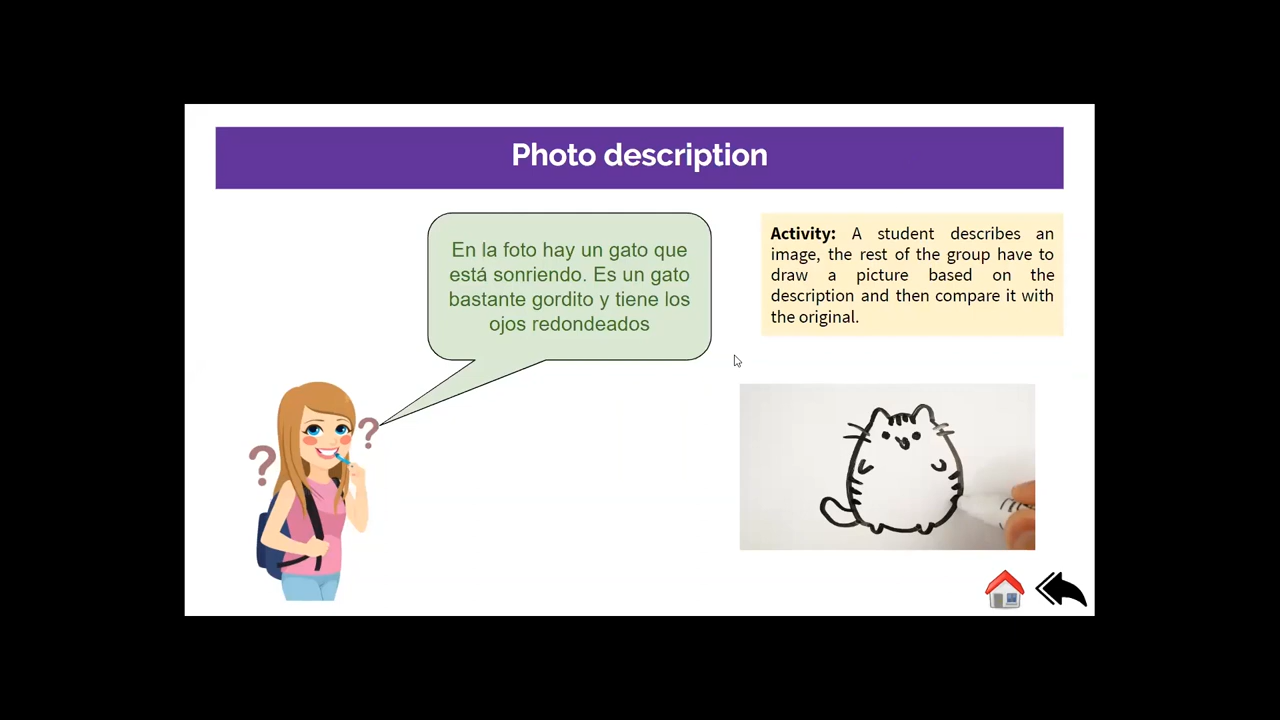 Photo description
En la foto hay un gato que
está sonriendo. Es un gato
bastante gordito y tiene los
ojos redondeados
Activity: A student describes an
image, the rest of the group have to
draw a picture based on the
description and then compare it with
the original.
? ?